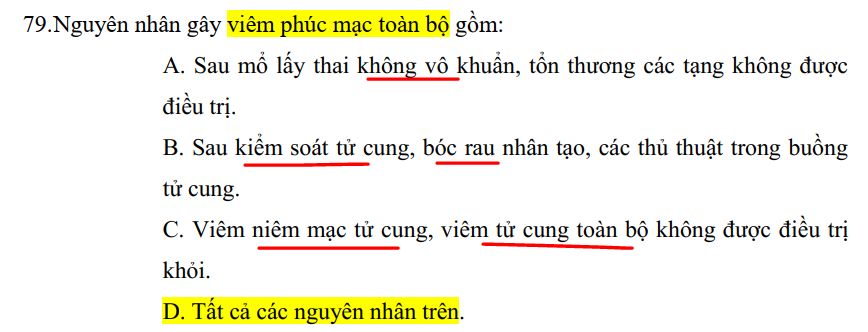 79.Nguyên nhân gây viêm phúc mạc toàn bộ gồm:
A. Sau mổ lấy thai không vô khuẩn, tổn thương các tạng không được
điều trị.
B. Sau kiểm soát tử cung, bóc rau nhân tạo, các thủ thuật trong buồng
tử cung.
C. Viêm niêm mạc tử cung, viêm tử cung toàn bộ không được điều trị
khỏi.
D. Tất cả các nguyên nhân trên.